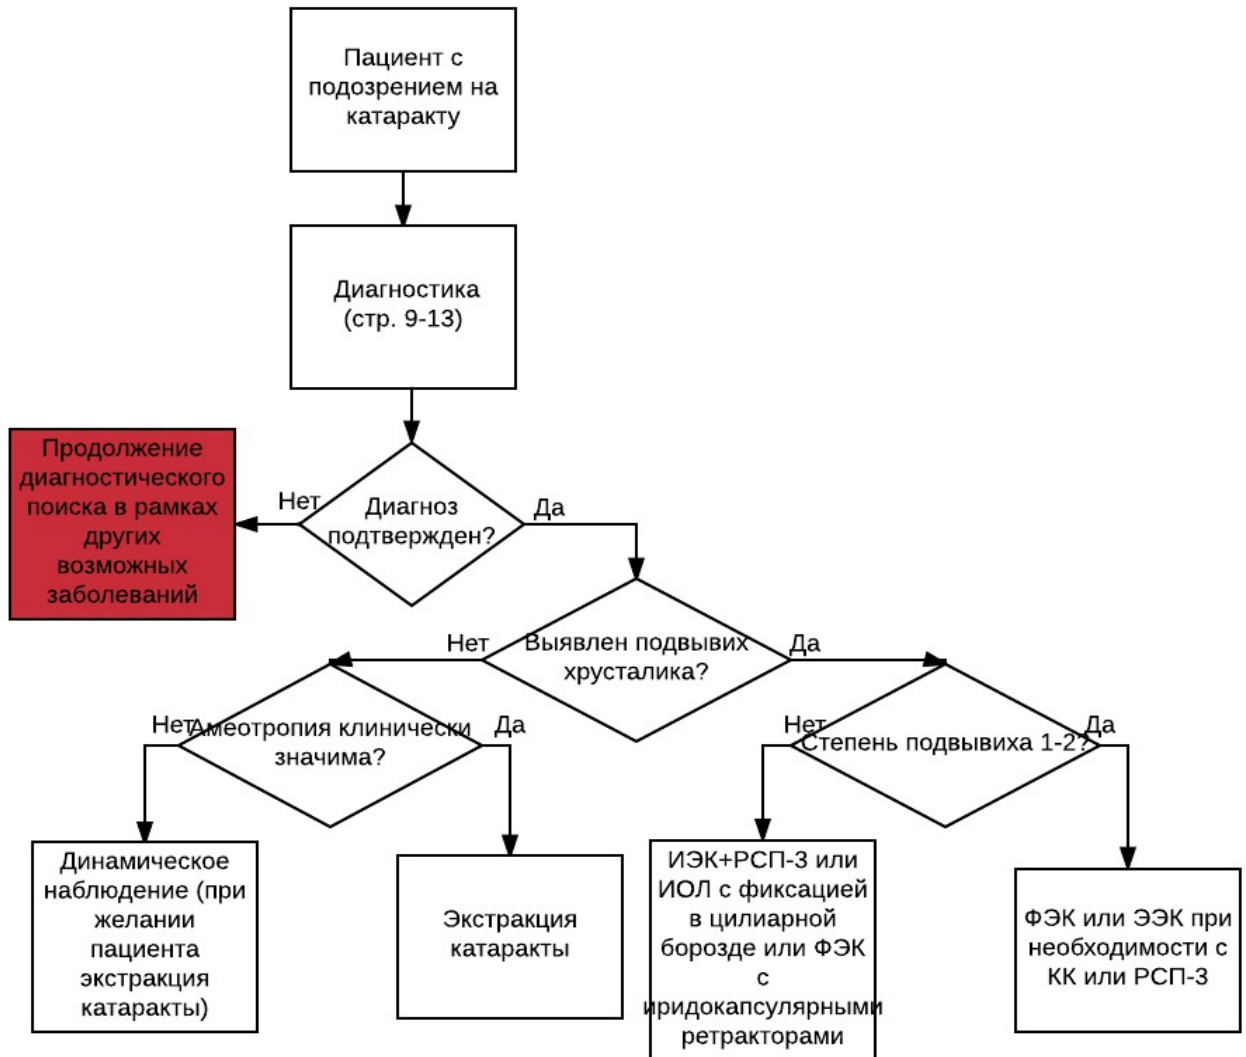 Пациент с
подозрением на
катаракту
Диагностика
(стр. 9-13)
Продолжение
диагностического
поиска в рамках
других
возможных
заболеваний
Нет
Диагноз
подтвержден?
Да
Нет
Выявлен подвывих
хрусталика?
Да
Нет
Амеотропия клинически
значима?
Да
Нет
Степень подвывиха 1-2?
Да
Динамическое
наблюдение (при
желании
пациента
экстракция
катаракты)
Экстракция
катаракты
ИЭК+РСП-3 или
ИОЛ с фиксацией
в цилиарной
борозде или ФЭК
с
иридокапсулярными
ретракторами
ФЭК или ЭЭК при
необходимости с
КК или РСП-3